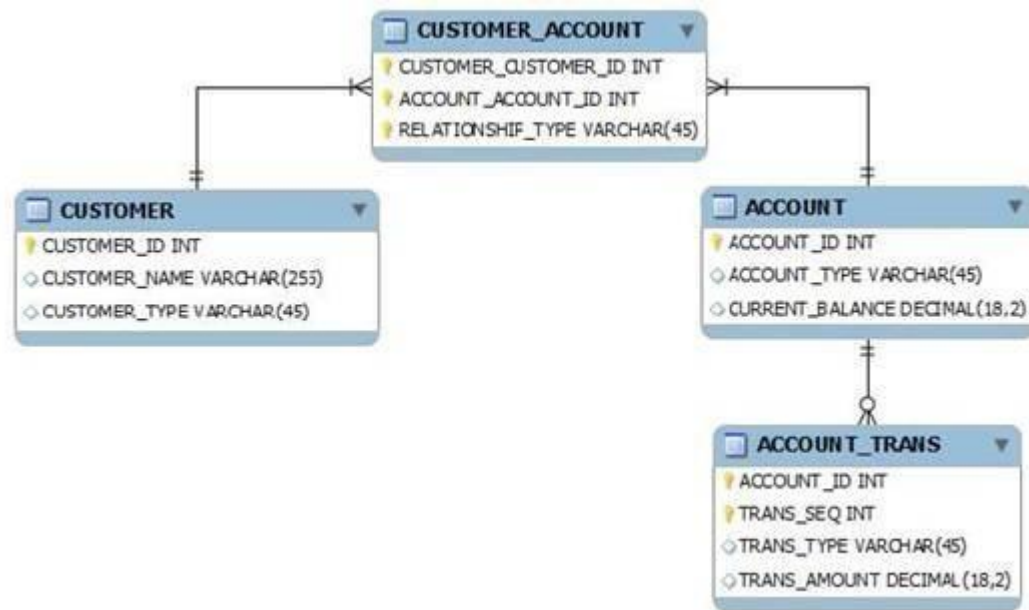 CUSTOMER_ACCOUNT
CUSTOMER_CUSTOMER_ID INT
ACCOUNT_ACCOUNT_ID INT
RELATIONSHIP_TYPE VARCHAR(45)
CUSTOMER
CUSTOMER_ID INT
CUSTOMER_NAME VARCHAR(255)
CUSTOMER_TYPE VARCHAR(45)
ACCOUNT
ACCOUNT_ID INT
ACCOUNT_TYPE VARCHAR(45)
CURRENT_BALANCE DECIMAL(18,2)
ACCOUNT_TRANS
ACCOUNT_ID INT
TRANS_SEQ INT
TRANS_TYPE VARCHAR(45)
TRANS_AMOUNT DECIMAL(18,2)